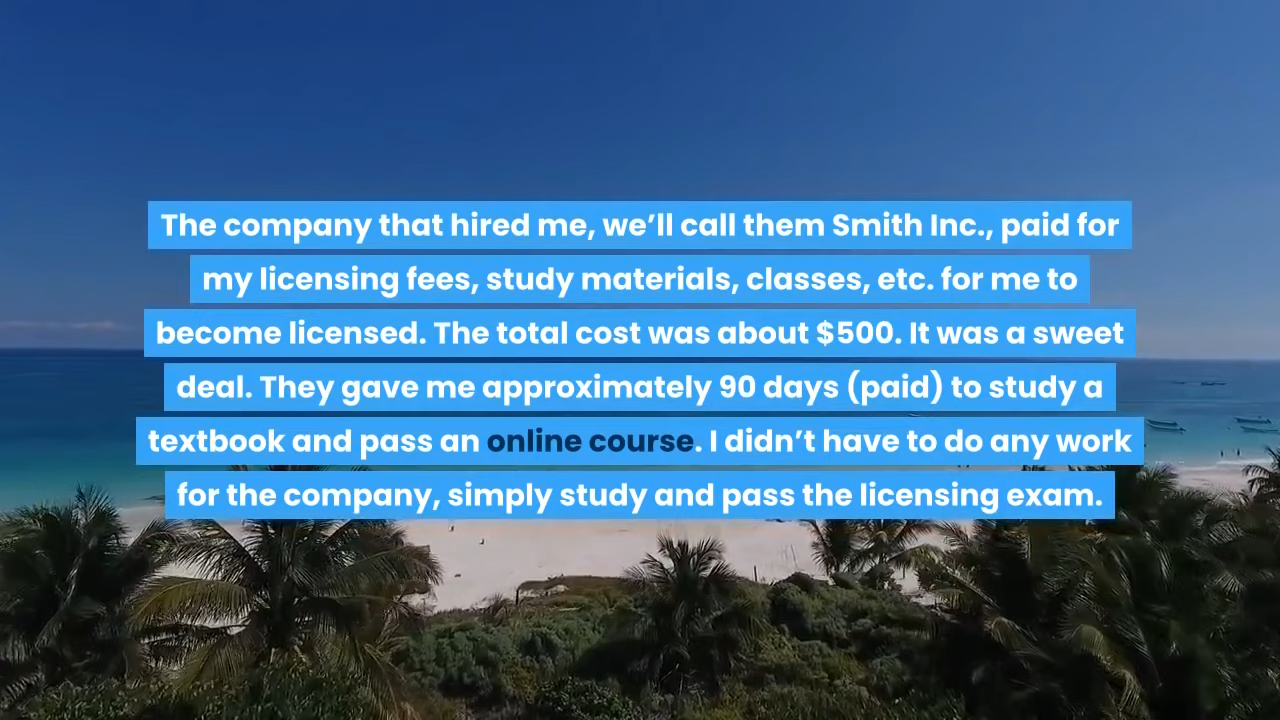 The company that hired me, we’ll call them Smith Inc., paid for
my licensing fees, study materials, classes, etc. for me to
become licensed. The total cost was about $500. It was a sweet
deal. They gave me approximately 90 days (paid) to study a
textbook and pass an online course. I didn’t have to do any work
for the company, simply study and pass the licensing exam.